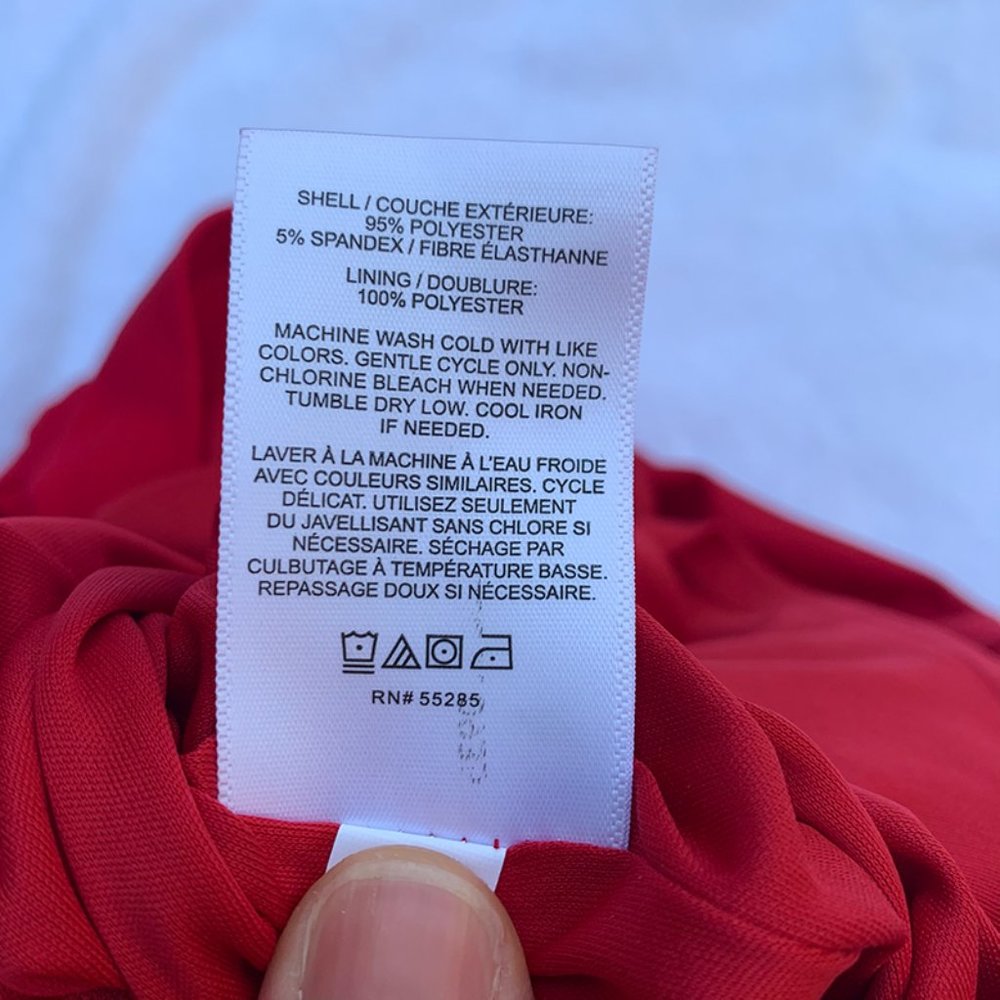 SHELL / COUCHE EXTÉRIEURE:
95% POLYESTER
5% SPANDEX / FIBRE ÉLASTHANNE
LINING / DOUBLURE:
100% POLYESTER
MACHINE WASH COLD WITH LIKE
COLORS. GENTLE CYCLE ONLY. NON-
CHLORINE BLEACH WHEN NEEDED.
TUMBLE DRY LOW. COOL IRON
IF NEEDED.
LAVER À LA MACHINE À L'EAU FROIDE
AVEC COULEURS SIMILAIRES. CYCLE
DÉLICAT. UTILISEZ SEULEMENT
DU JAVELLISANT SANS CHLORE SI
NÉCESSAIRE. SÉCHAGE PAR
CULBUTAGE À TEMPÉRATURE BASSE.
REPASSAGE DOUX SI NÉCESSAIRE.
RN# 55285